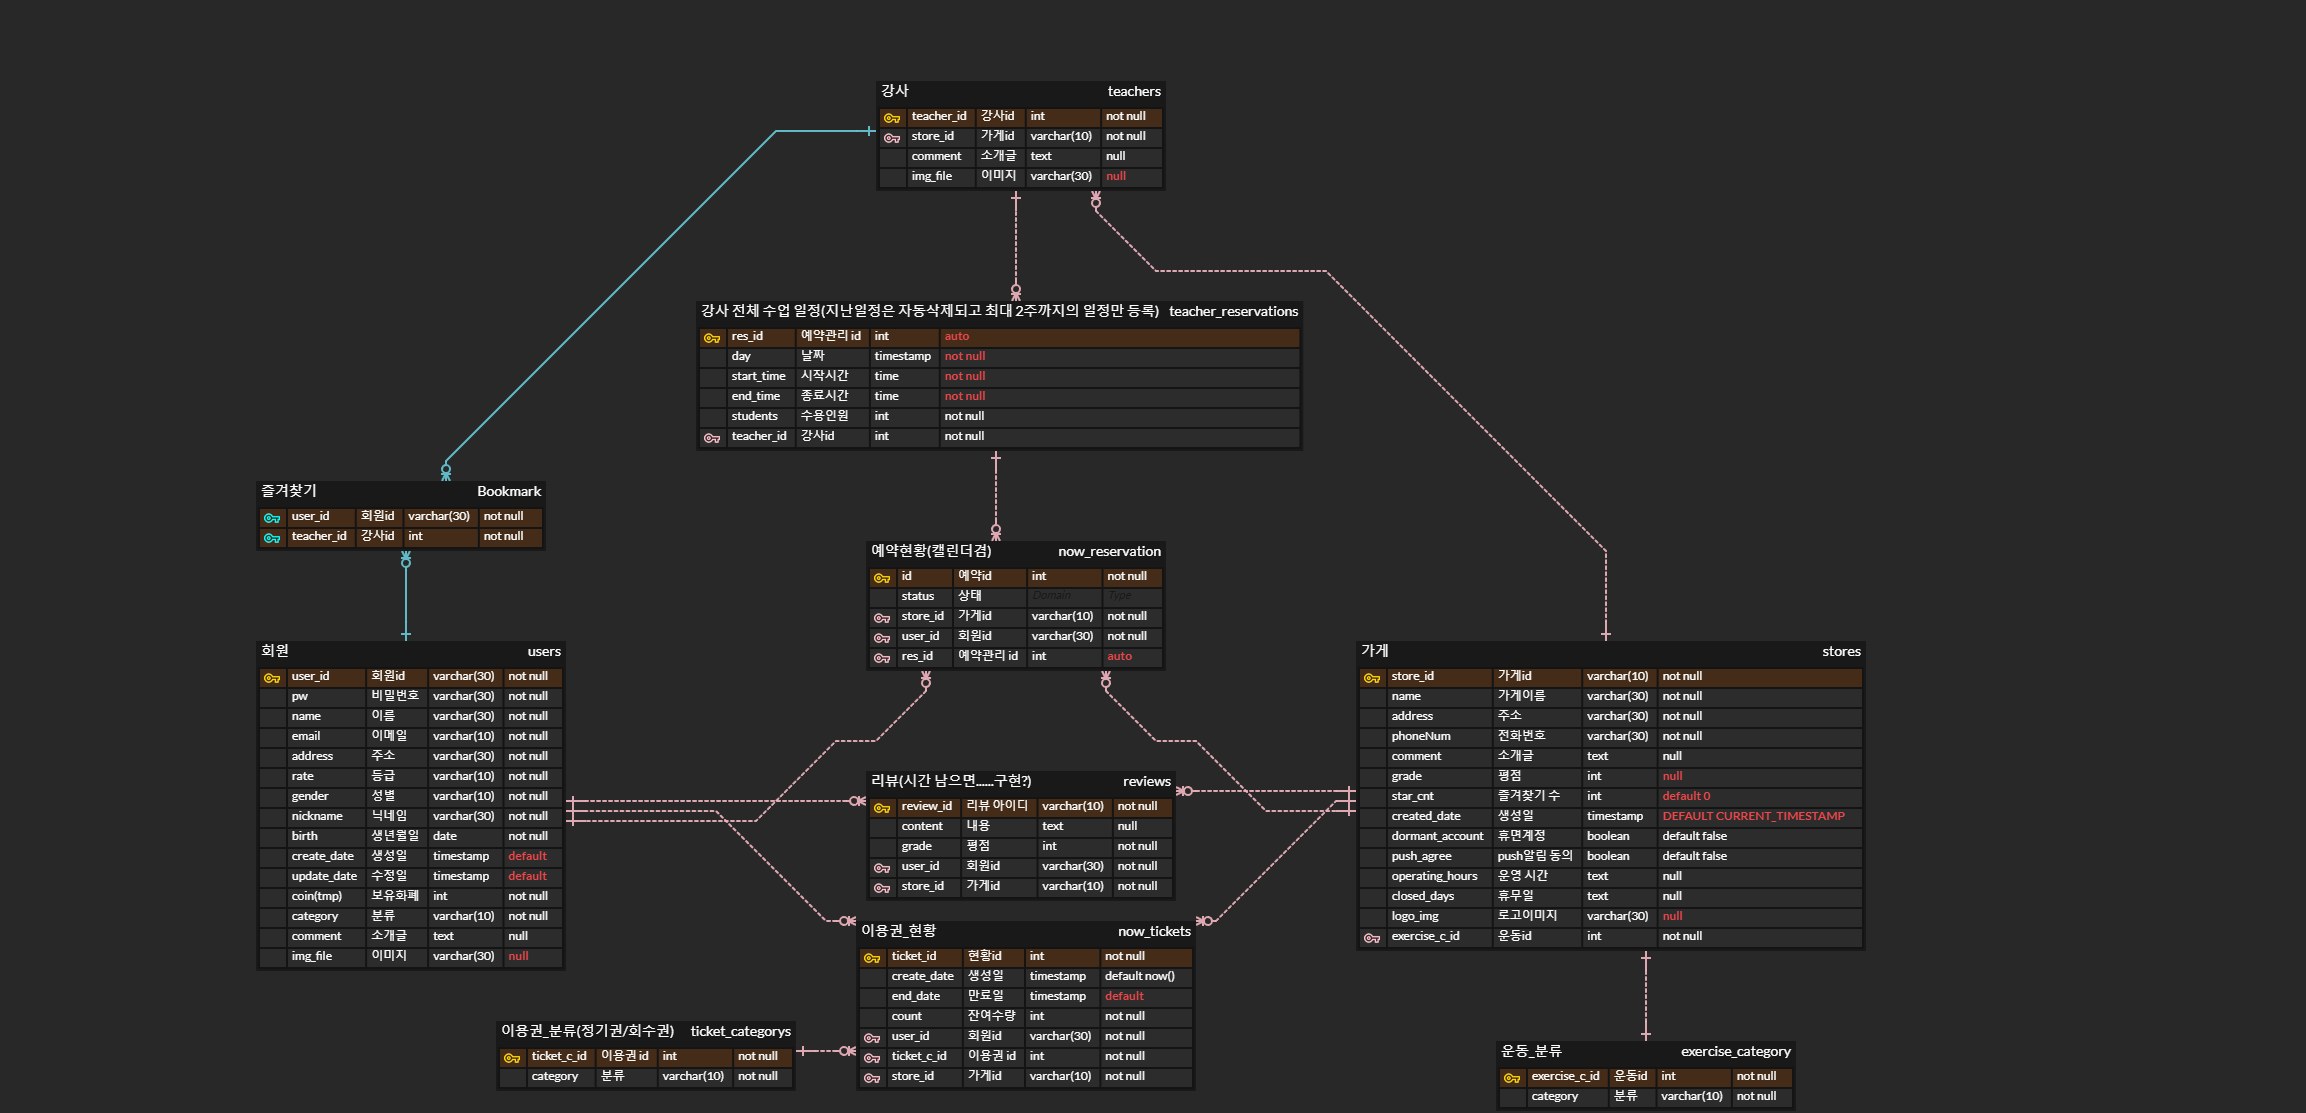 강사 teachers
teacher_id 강사id int not null
store_id 가게id varchar(10) not null
comment 소개글 text null
img_file 이미지 varchar(30) null
강사 전체 수업 일정(지난일정은 자동삭제되고 최대 2주까지의 일정만 등록) teacher_reservations
res_id 예약관리 id int auto
day 날짜 timestamp not null
start_time 시작시간 time not null
end_time 종료시간 time not null
students 수용인원 int not null
teacher_id 강사id int not null
즐겨찾기 Bookmark
user_id 회원id varchar(30) not null
teacher_id 강사id int not null
예약현황(캘린더겸) now_reservation
id 예약id int not null
status 상태 Domain Type
store_id 가게id varchar(10) not null
user_id 회원id varchar(30) not null
res_id 예약관리 id int auto
회원 users
user_id 회원id varchar(30) not null
pw 비밀번호 varchar(30) not null
name 이름 varchar(30) not null
email 이메일 varchar(10) not null
address 주소 varchar(30) not null
rate 등급 varchar(10) not null
gender 성별 varchar(10) not null
nickname 닉네임 varchar(30) not null
birth 생년월일 date not null
create_date 생성일 timestamp default
update_date 수정일 timestamp default
coin(tmp) 보유화폐 int not null
category 분류 varchar(10) not null
comment 소개글 text null
img_file 이미지 varchar(30) null
가게 stores
store_id 가게id varchar(10) not null
name 가게이름 varchar(30) not null
address 주소 varchar(30) not null
phoneNum 전화번호 varchar(30) not null
comment 소개글 text null
grade 평점 int null
star_cnt 즐겨찾기 수 int default 0
created_date 생성일 timestamp DEFAULT CURRENT_TIMESTAMP
dormant_account 휴면계정 boolean default false
push_agree push알림 동의 boolean default false
operating_hours 운영 시간 text null
closed_days 휴무일 text null
logo_img 로고이미지 varchar(30) null
exercise_c_id 운동id int not null
리뷰(시간 남으면......구현?) reviews
review_id 리뷰 아이디 varchar(10) not null
content 내용 text null
grade 평점 int not null
user_id 회원id varchar(30) not null
store_id 가게id varchar(10) not null
이용권_현황 now_tickets
ticket_id 현황id int not null
create_date 생성일 timestamp default now()
end_date 만료일 timestamp default
count 잔여수량 int not null
user_id 회원id varchar(30) not null
ticket_c_id 이용권 id int not null
store_id 가게id varchar(10) not null
이용권_분류(정기권/회수권) ticket_categorys
ticket_c_id 이용권 id int not null
category 분류 varchar(10) not null
운동_분류 exercise_category
exercise_c_id 운동id int not null
category 분류 varchar(10) not null